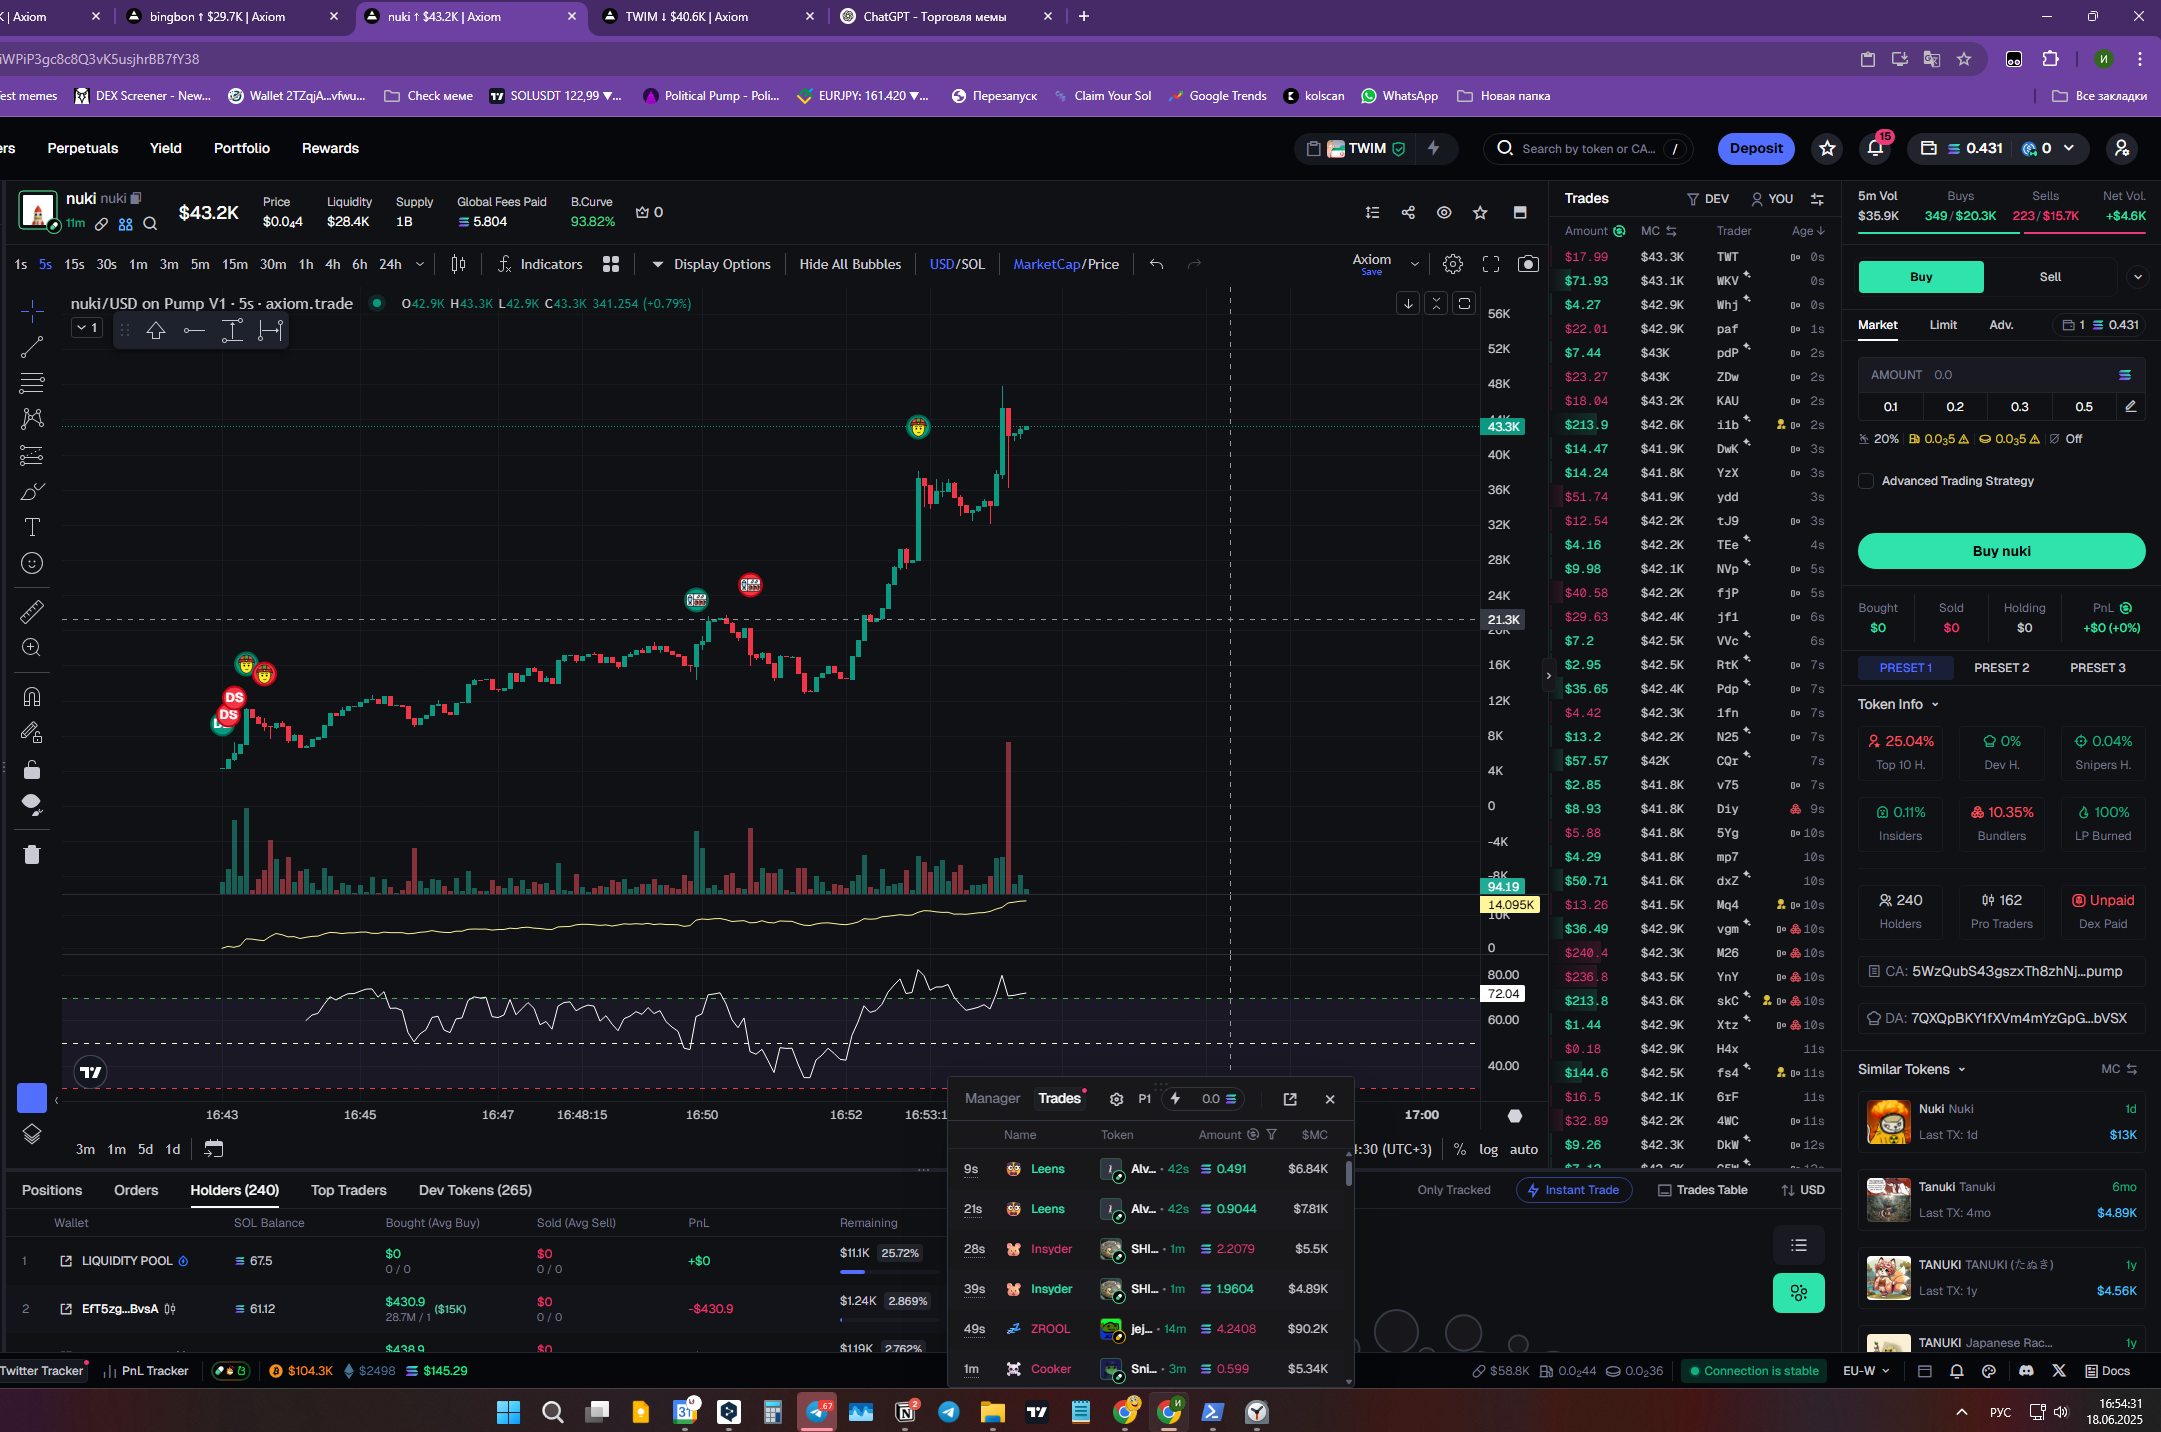 K | Axiom
bingbon ↑ $29.7K | Axiom
nuki ↑ $43.2K | Axiom
TWIM ↓ $40.6K | Axiom
ChatGPT - Торговля мемы
iWPiP3gc8c8Q3vK5usjhrBB7fY38
est memes
DEX Screener - New...
Wallet 2TZqjA...vfwu...
Check меме
SOLUSDT 122,99 ▼...
Political Pump - Poli...
EURJPY: 161.420 ▼...
Перезапуск
Claim Your Sol
Google Trends
kolscan
WhatsApp
Новая папка
Все закладки
ers Perpetuals Yield Portfolio Rewards
TWIM
Search by token or CA... /
Deposit
15
0.431 0
nuki nuki
11m
$43.2K
Price Liquidity Supply Global Fees Paid B.Curve
$0.0₄4 $28.4K 1B 5.804 93.82% 0
1s 5s 15s 30s 1m 3m 5m 15m 30m 1h 4h 6h 24h
Indicators Display Options Hide All Bubbles USD/SOL MarketCap/Price
Axiom
Save
nuki/USD on Pump V1 · 5s · axiom.trade
O42.9K H43.3K L42.9K C43.3K 341.254 (+0.79%)
1
56K
52K
48K
43.3K
40K
36K
32K
28K
24K
21.3K
16K
12K
8K
4K
0
-4K
-8K
94.19
14.095K
10K
0
80.00
72.04
60.00
40.00
DS
DS
16:43 16:45 16:47 16:48:15 16:50 16:52 16:53:1 17:00
3m 1m 5d 1d
:30 (UTC+3) % log auto
Trades DEV YOU
Amount MC Trader Age
$17.99 $43.3K TWT 0s
$71.93 $43.1K WKV 0s
$4.27 $42.9K Whj 0s
$22.01 $42.9K paf 1s
$7.44 $43K pdP 2s
$23.27 $43K ZDw 2s
$18.04 $43.2K KAU 2s
$213.9 $42.6K i1b 2s
$14.47 $41.9K DwK 3s
$14.24 $41.8K YzX 3s
$51.74 $41.9K ydd 3s
$12.54 $42.2K tJ9 3s
$4.16 $42.2K TEe 4s
$9.98 $42.1K NVp 5s
$40.58 $42.2K fjP 5s
$29.63 $42.4K jf1 6s
$7.2 $42.5K VVc 6s
$2.95 $42.5K RtK 7s
$35.65 $42.4K Pdp 7s
$4.42 $42.3K 1fn 7s
$13.2 $42.2K N25 7s
$57.57 $42K CQr 7s
$2.85 $41.8K v75 7s
$8.93 $41.8K Diy 9s
$5.88 $41.8K 5Yg 10s
$4.29 $41.8K mp7 10s
$50.71 $41.6K dxZ 10s
$13.26 $41.5K Mq4 10s
$36.49 $42.9K vgm 10s
$240.4 $42.3K M26 10s
$236.8 $43.5K YnY 10s
$213.8 $43.6K skC 10s
$1.44 $42.9K Xtz 10s
$0.18 $42.9K H4x 11s
$144.6 $42.5K fs4 11s
$16.5 $42.1K 6rF 11s
$32.89 $42.2K 4WC 11s
$9.26 $42.3K DkW 12s
5m Vol Buys Sells Net Vol.
$35.9K 349/$20.3K 223/$15.7K +$4.6K
Buy Sell
Market Limit Adv. 1 0.431
AMOUNT 0.0
0.1 0.2 0.3 0.5
20% 0.0₃5 0.0₃5 Off
Advanced Trading Strategy
Buy nuki
Bought Sold Holding PnL
$0 $0 $0 +$0 (+0%)
PRESET 1 PRESET 2 PRESET 3
Token Info
25.04% 0% 0.04%
Top 10 H. Dev H. Snipers H.
0.11% 10.35% 100%
Insiders Bundlers LP Burned
240 162 Unpaid
Holders Pro Traders Dex Paid
CA: 5WzQubS43gszxTh8zhNj...pump
DA: 7QXQpBKY1fXVm4mYzGpG...bVSX
Similar Tokens MC
Nuki Nuki 1d
Last TX: 1d $13K
Tanuki Tanuki 6mo
Last TX: 4mo $4.89K
TANUKI TANUKI (たぬき) 1y
Last TX: 1y $4.56K
TANUKI Japanese Rac... 1y
Manager Trades P1 0.0
Name Token Amount $MC
9s Leens Alv... · 42s 0.491 $6.84K
21s Leens Alv... · 42s 0.9044 $7.81K
28s Insyder SHI... · 1m 2.2079 $5.5K
39s Insyder SHI... · 1m 1.9604 $4.89K
49s ZROOL jej... · 14m 4.2408 $90.2K
1m Cooker Sni... · 3m 0.599 $5.34K
Positions Orders Holders (240) Top Traders Dev Tokens (265)
Only Tracked Instant Trade Trades Table USD
Wallet SOL Balance Bought (Avg Buy) Sold (Avg Sell) PnL Remaining
1 LIQUIDITY POOL 67.5 $0 $0 +$0 $11.1K 25.72%
0 / 0 0 / 0
2 EfT5zg...BvsA 61.12 $430.9 ($15K) $0 -$430.9 $1.24K 2.869%
28.7M / 1 0 / 0
$438.9 $0 $1.19K 2.762%
Twitter Tracker PnL Tracker $104.3K $2498 $145.29
$58.8K 0.0₂44 0.0₂36 Connection is stable EU-W Docs
31
67
2
РУС
16:54:31
18.06.2025